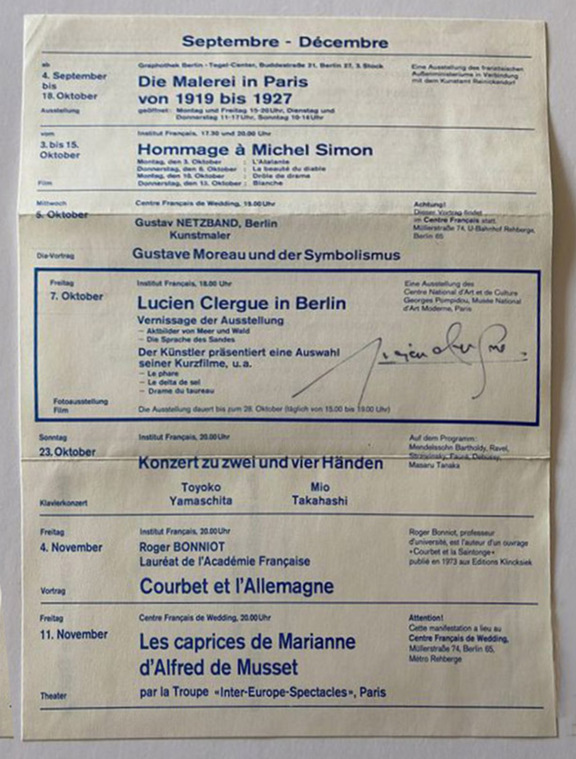 Septembre - Décembre
ab
4. September
bis
18. Oktober
Ausstellung
Graphothek Berlin - Tegel-Center, Buddestraße 21, Berlin 27, 3. Stock
Die Malerei in Paris
von 1919 bis 1927
geöffnet: Montag und Freitag 15-20 Uhr, Dienstag und
Donnerstag 11-17 Uhr, Sonntag 10-14 Uhr
Eine Ausstellung des französischen
Außenministeriums in Verbindung
mit dem Kunstamt Reinickendorf
vom
3. bis 15.
Oktober
Film
Institut Français, 17.30 und 20.00 Uhr
Hommage à Michel Simon
Montag, den 3. Oktober : L'Atalante
Donnerstag, den 6. Oktober : La beauté du diable
Montag, den 10. Oktober : Drôle de drame
Donnerstag, den 13. Oktober : Blanche
Mittwoch
5. Oktober
Dia-Vortrag
Centre Français de Wedding, 19.00 Uhr
Gustav NETZBAND, Berlin
Kunstmaler
Gustave Moreau und der Symbolismus
Achtung!
Dieser Vortrag findet
im Centre Français statt.
Müllerstraße 74, U-Bahnhof Rehberge,
Berlin 65
Freitag
7. Oktober
Fotoausstellung
Film
Institut Français, 18.00 Uhr
Lucien Clergue in Berlin
Vernissage der Ausstellung
– Aktbilder von Meer und Wald
– Die Sprache des Sandes
Der Künstler präsentiert eine Auswahl
seiner Kurzfilme, u.a.
– Le phare
– Le delta de sel
– Drame du taureau
Die Ausstellung dauert bis zum 28. Oktober (täglich von 15.00 bis 19.00 Uhr)
Eine Ausstellung des
Centre National d'Art et de Culture
Georges Pompidou, Musée National
d'Art Moderne, Paris
Sonntag
23. Oktober
Klavierkonzert
Institut Français, 20.00 Uhr
Konzert zu zwei und vier Händen
Toyoko Mio
Yamaschita Takahashi
Auf dem Programm:
Mendelssohn Bartholdy, Ravel,
Strawinsky, Fauré, Debussy,
Masaru Tanaka
Freitag
4. November
Vortrag
Institut Français, 20.00 Uhr
Roger BONNIOT
Lauréat de l'Académie Française
Courbet et l'Allemagne
Roger Bonniot, professeur
d'université, est l'auteur d'un ouvrage
«Courbet et la Saintonge»
publié en 1973 aux Editions Klincksiek
Freitag
11. November
Theater
Centre Français de Wedding, 20.00 Uhr
Les caprices de Marianne
d'Alfred de Musset
par la Troupe «Inter-Europe-Spectacles», Paris
Attention!
Cette manifestation a lieu au
Centre Français de Wedding,
Müllerstraße 74, Berlin 65,
Métro Rehberge